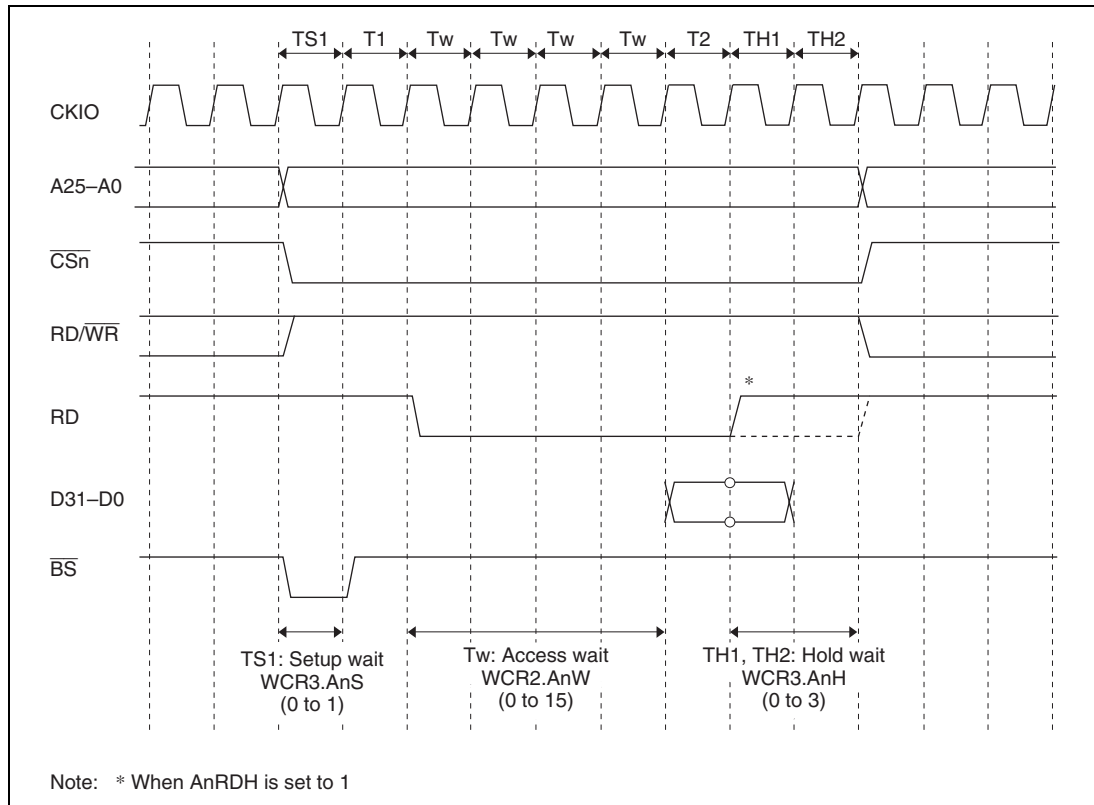 TS1 T1 Tw Tw Tw Tw T2 TH1 TH2
CKIO
A25–A0
CSn
RD/WR
*
RD
D31–D0
BS
TS1: Setup wait
WCR3.AnS
(0 to 1)
Tw: Access wait
WCR2.AnW
(0 to 15)
TH1, TH2: Hold wait
WCR3.AnH
(0 to 3)
Note: * When AnRDH is set to 1